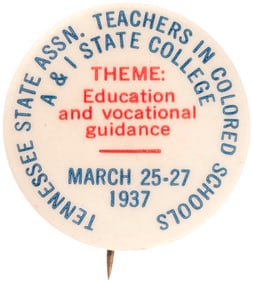 TENNESSEE STATE ASSN. TEACHERS IN COLORED SCHOOLS
A & I STATE COLLEGE
THEME:
Education
and vocational
guidance
MARCH 25-27
1937